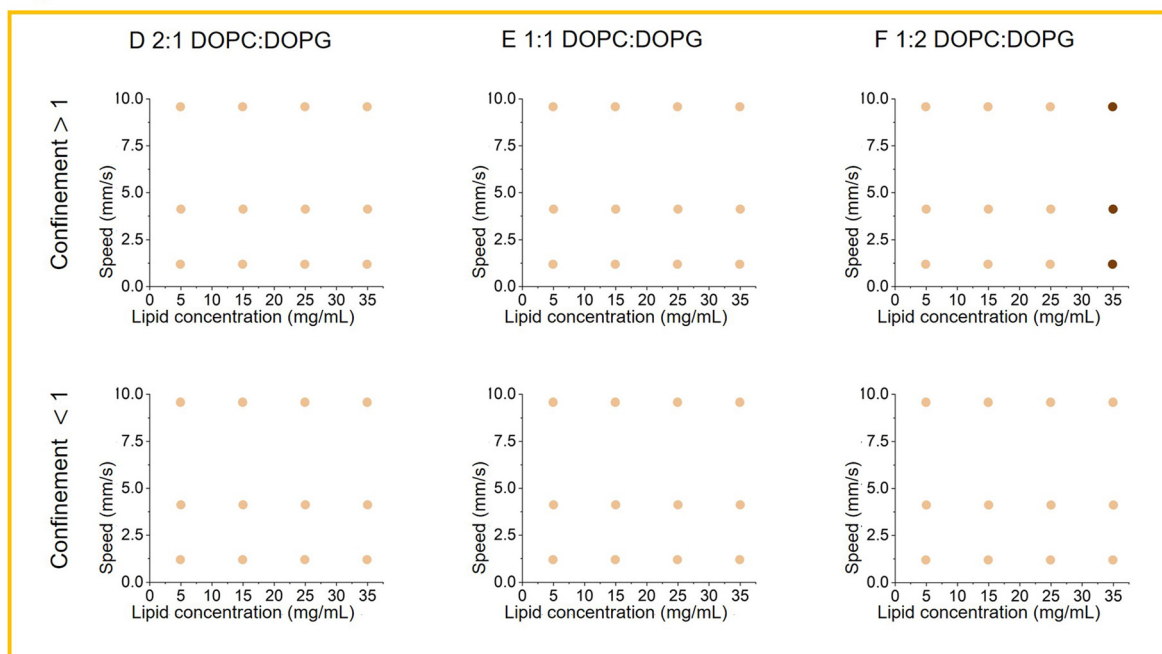 D 2:1 DOPC:DOPG
E 1:1 DOPC:DOPG
F 1:2 DOPC:DOPG
Confinement > 1
Speed (mm/s)
10.0
7.5
5.0
2.5
0.0
0 5 10 15 20 25 30 35
Lipid concentration (mg/mL)
Speed (mm/s)
10.0
7.5
5.0
2.5
0.0
0 5 10 15 20 25 30 35
Lipid concentration (mg/mL)
Speed (mm/s)
10.0
7.5
5.0
2.5
0.0
0 5 10 15 20 25 30 35
Lipid concentration (mg/mL)
Confinement < 1
Speed (mm/s)
10.0
7.5
5.0
2.5
0.0
0 5 10 15 20 25 30 35
Lipid concentration (mg/mL)
Speed (mm/s)
10.0
7.5
5.0
2.5
0.0
0 5 10 15 20 25 30 35
Lipid concentration (mg/mL)
Speed (mm/s)
10.0
7.5
5.0
2.5
0.0
0 5 10 15 20 25 30 35
Lipid concentration (mg/mL)